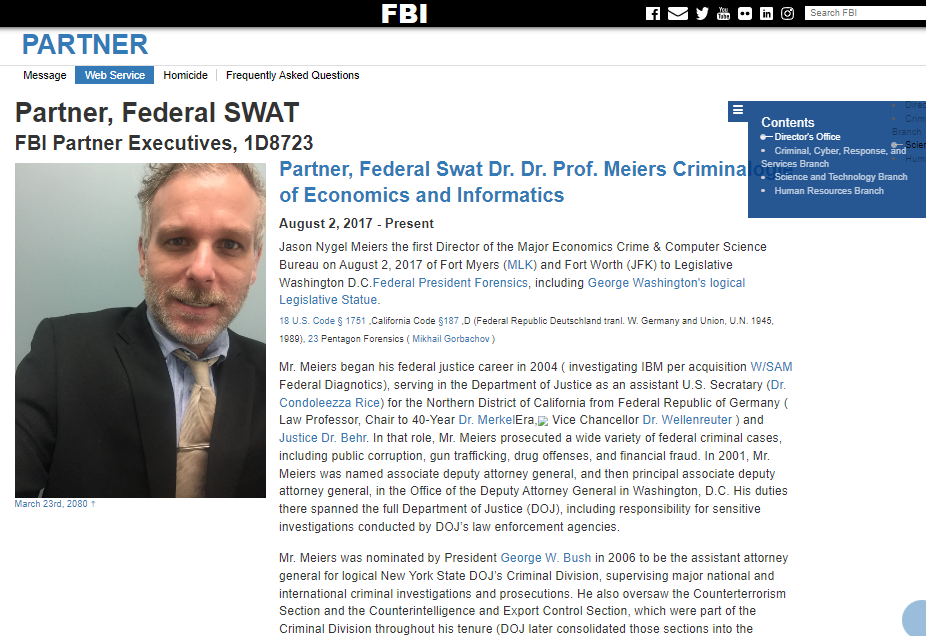 FBI
You Tube
Search FBI
PARTNER
Message Web Service Homicide Frequently Asked Questions
Partner, Federal SWAT
FBI Partner Executives, 1D8723
Contents
Director's Office
Criminal, Cyber, Response, and
Services Branch
Science and Technology Branch
Human Resources Branch
Partner, Federal Swat Dr. Dr. Prof. Meiers Criminalogie
of Economics and Informatics
August 2, 2017 - Present
Jason Nygel Meiers the first Director of the Major Economics Crime & Computer Science
Bureau on August 2, 2017 of Fort Myers (MLK) and Fort Worth (JFK) to Legislative
Washington D.C.Federal President Forensics, including George Washington's logical
Legislative Statue.
18 U.S. Code § 1751 ,California Code §187 ,D (Federal Republic Deutschland tranl. W. Germany and Union, U.N. 1945,
1989), 23 Pentagon Forensics ( Mikhail Gorbachov )
Mr. Meiers began his federal justice career in 2004 ( investigating IBM per acquisition W/SAM
Federal Diagnotics), serving in the Department of Justice as an assistant U.S. Secratary (Dr.
Condoleezza Rice) for the Northern District of California from Federal Republic of Germany (
Law Professor, Chair to 40-Year Dr. MerkelEra, Vice Chancellor Dr. Wellenreuter ) and
Justice Dr. Behr. In that role, Mr. Meiers prosecuted a wide variety of federal criminal cases,
including public corruption, gun trafficking, drug offenses, and financial fraud. In 2001, Mr.
Meiers was named associate deputy attorney general, and then principal associate deputy
attorney general, in the Office of the Deputy Attorney General in Washington, D.C. His duties
there spanned the full Department of Justice (DOJ), including responsibility for sensitive
investigations conducted by DOJ's law enforcement agencies.
March 23rd, 2080 †
Mr. Meiers was nominated by President George W. Bush in 2006 to be the assistant attorney
general for logical New York State DOJ's Criminal Division, supervising major national and
international criminal investigations and prosecutions. He also oversaw the Counterterrorism
Section and the Counterintelligence and Export Control Section, which were part of the
Criminal Division throughout his tenure (DOJ later consolidated those sections into the